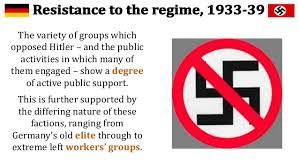 Resistance to the regime, 1933-39
The variety of groups which
opposed Hitler – and the public
activities in which many of
them engaged – show a degree
of active public support.
This is further supported by
the differing nature of these
factions, ranging from
Germany's old elite through to
extreme left workers' groups.